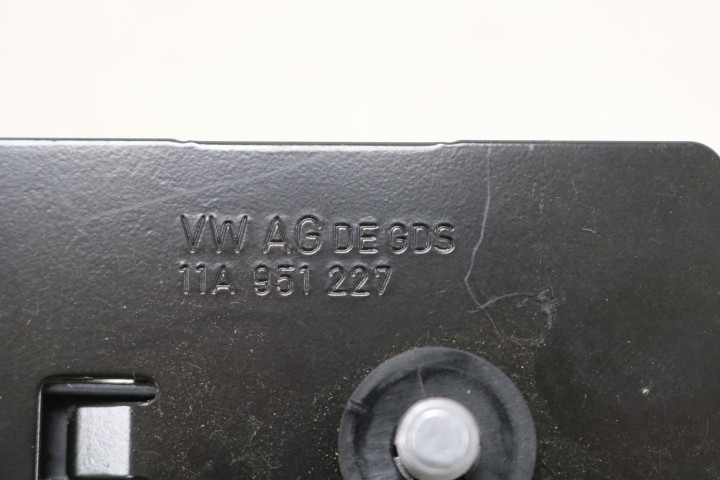 VW AG DE GDS
11A 951 227